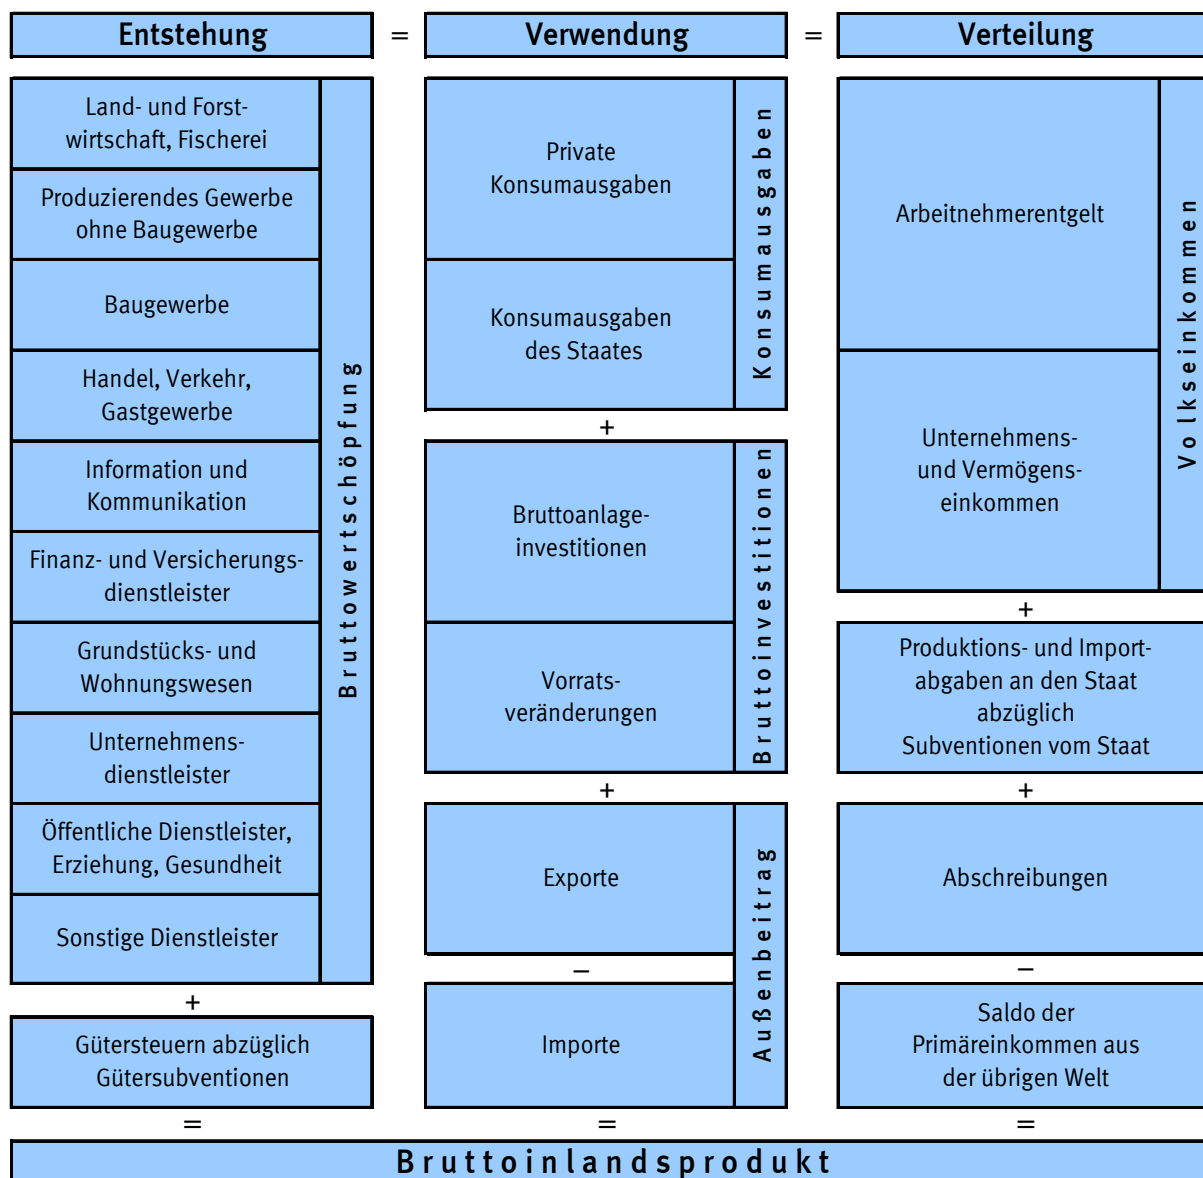 Entstehung
=
Verwendung
=
Verteilung
Land- und Forst-
wirtschaft, Fischerei
Produzierendes Gewerbe
ohne Baugewerbe
Baugewerbe
Handel, Verkehr,
Gastgewerbe
Information und
Kommunikation
Finanz- und Versicherungs-
dienstleister
Grundstücks- und
Wohnungswesen
Unternehmens-
dienstleister
Öffentliche Dienstleister,
Erziehung, Gesundheit
Sonstige Dienstleister
Bruttowertschöpfung
+
Gütersteuern abzüglich
Gütersubventionen
=
Private
Konsumausgaben
Konsumausgaben
des Staates
Konsumausgaben
+
Bruttoanlage-
investitionen
Vorrats-
veränderungen
Bruttoinvestitionen
+
Exporte
–
Importe
Außenbeitrag
=
Arbeitnehmerentgelt
Unternehmens-
und Vermögens-
einkommen
Volkseinkommen
+
Produktions- und Import-
abgaben an den Staat
abzüglich
Subventionen vom Staat
+
Abschreibungen
–
Saldo der
Primäreinkommen aus
der übrigen Welt
=
Bruttoinlandsprodukt